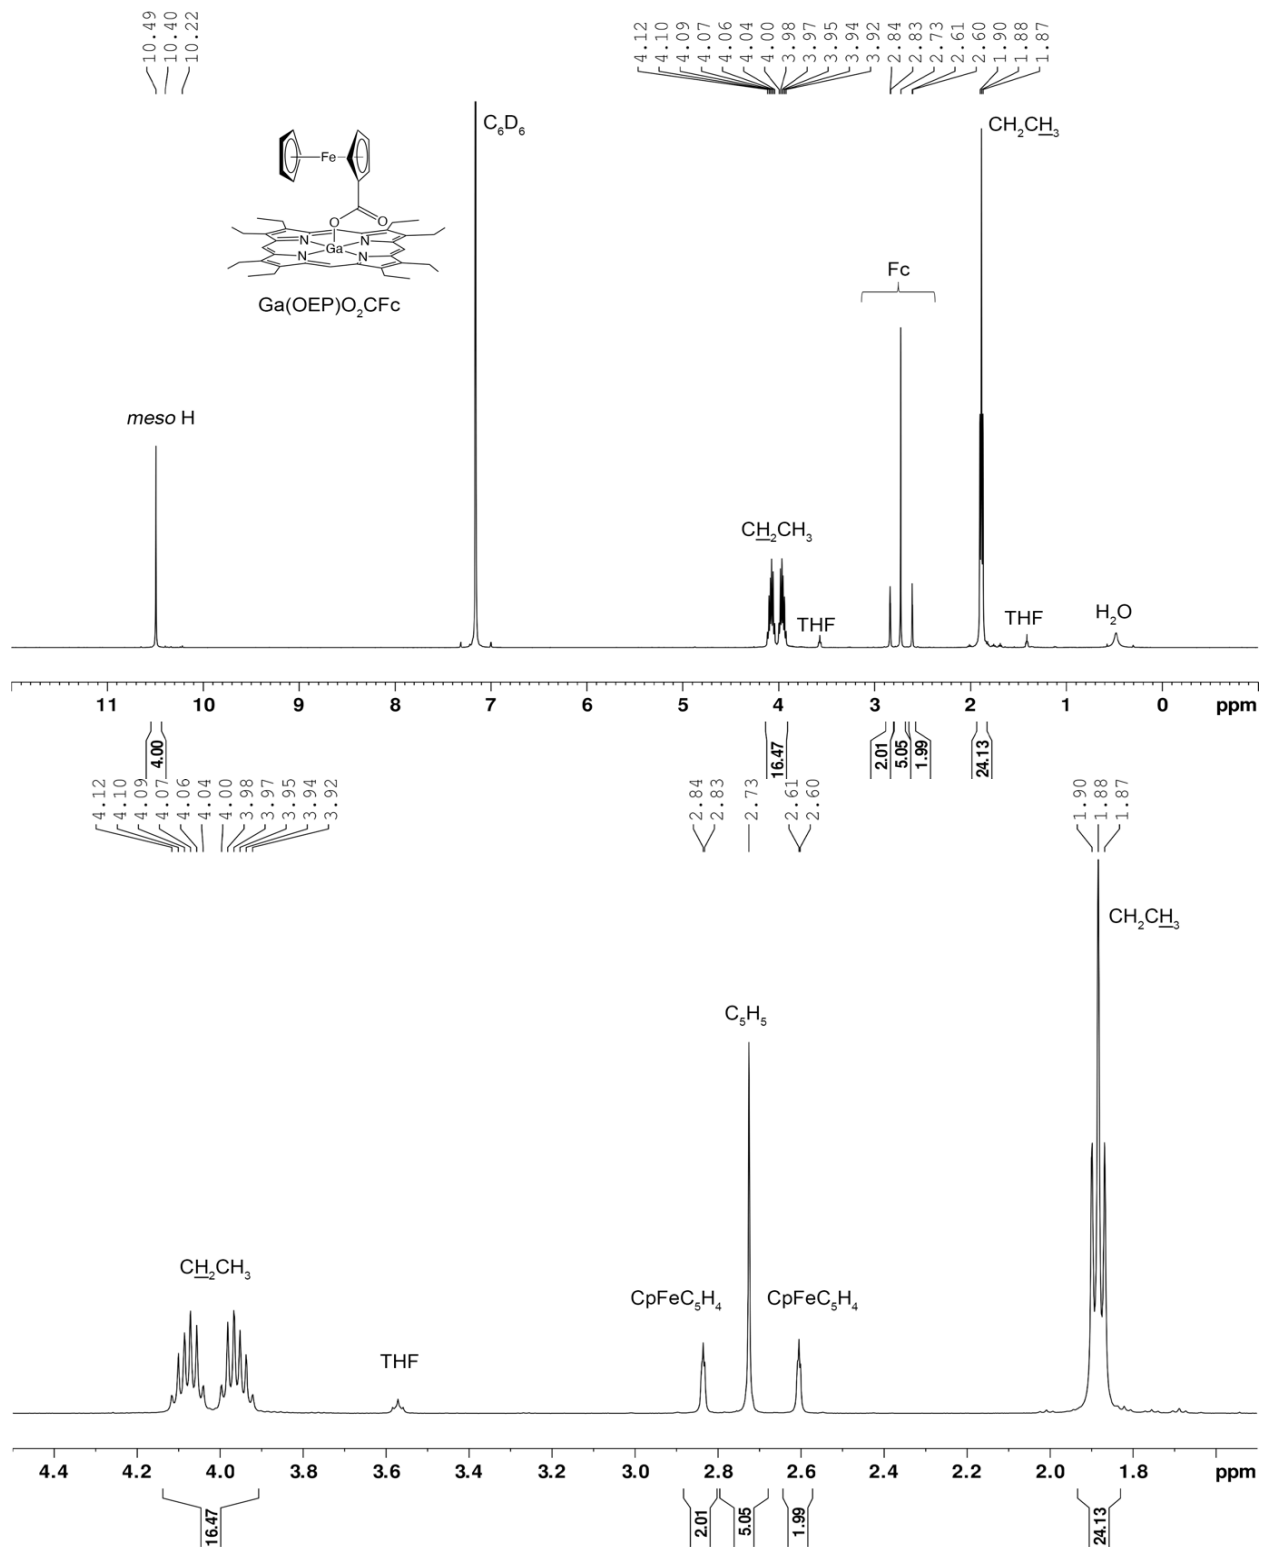 10.49
10.40
10.22
4.12
4.10
4.09
4.07
4.06
4.04
4.00
3.98
3.97
3.95
3.94
3.92
2.84
2.83
2.73
2.61
2.60
1.90
1.88
1.87
C₆D₆
CH₂CH₃
Fe
O
O
N
N
Ga
N
N
Ga(OEP)O₂CFc
Fc
meso H
CH₂CH₃
THF
THF
H₂O
11 10 9 8 7 6 5 4 3 2 1 0 ppm
4.00
16.47
2.01
5.05
1.99
24.13
4.12
4.10
4.09
4.07
4.06
4.04
4.00
3.98
3.97
3.95
3.94
3.92
2.84
2.83
2.73
2.61
2.60
1.90
1.88
1.87
CH₂CH₃
C₅H₅
CH₂CH₃
CpFeC₅H₄
CpFeC₅H₄
THF
4.4 4.2 4.0 3.8 3.6 3.4 3.2 3.0 2.8 2.6 2.4 2.2 2.0 1.8 ppm
16.47
2.01
5.05
1.99
24.13